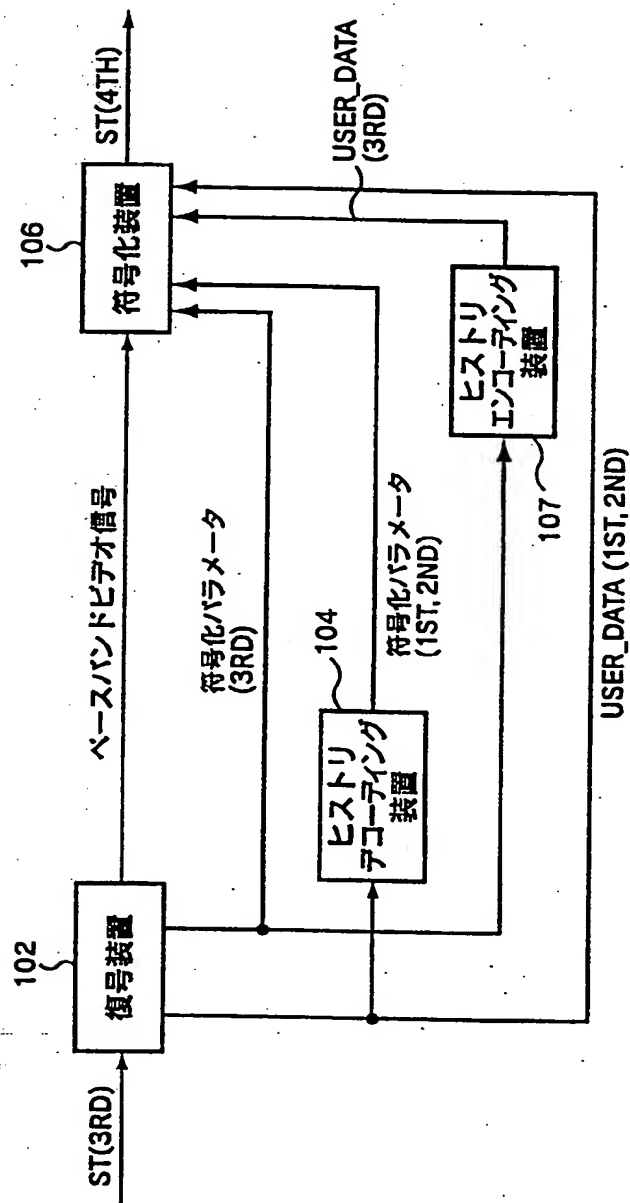 ST(3RD)
102
復号装置
ベースバンドビデオ信号
106
符号化装置
ST(4TH)
符号化パラメータ
(3RD)
104
ヒストリ
デコーディング
装置
符号化パラメータ
(1ST, 2ND)
USER_DATA
(3RD)
107
ヒストリ
エンコーディング
装置
USER_DATA (1ST, 2ND)